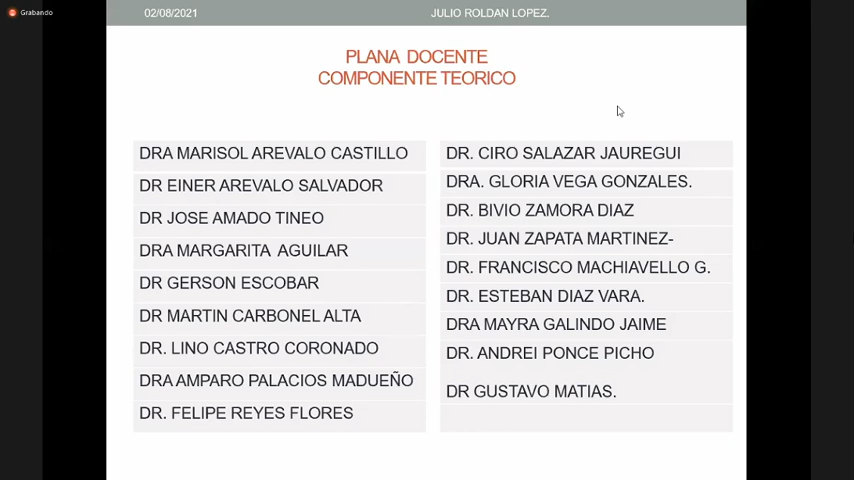 Grabando
02/08/2021
JULIO ROLDAN LOPEZ.
PLANA DOCENTE
COMPONENTE TEORICO
DRA MARISOL AREVALO CASTILLO
DR EINER AREVALO SALVADOR
DR JOSE AMADO TINEO
DRA MARGARITA AGUILAR
DR GERSON ESCOBAR
DR MARTIN CARBONEL ALTA
DR. LINO CASTRO CORONADO
DRA AMPARO PALACIOS MADUEÑO
DR. FELIPE REYES FLORES
DR. CIRO SALAZAR JAUREGUI
DRA. GLORIA VEGA GONZALES.
DR. BIVIO ZAMORA DIAZ
DR. JUAN ZAPATA MARTINEZ-
DR. FRANCISCO MACHIAVELLO G.
DR. ESTEBAN DIAZ VARA.
DRA MAYRA GALINDO JAIME
DR. ANDREI PONCE PICHO
DR GUSTAVO MATIAS.